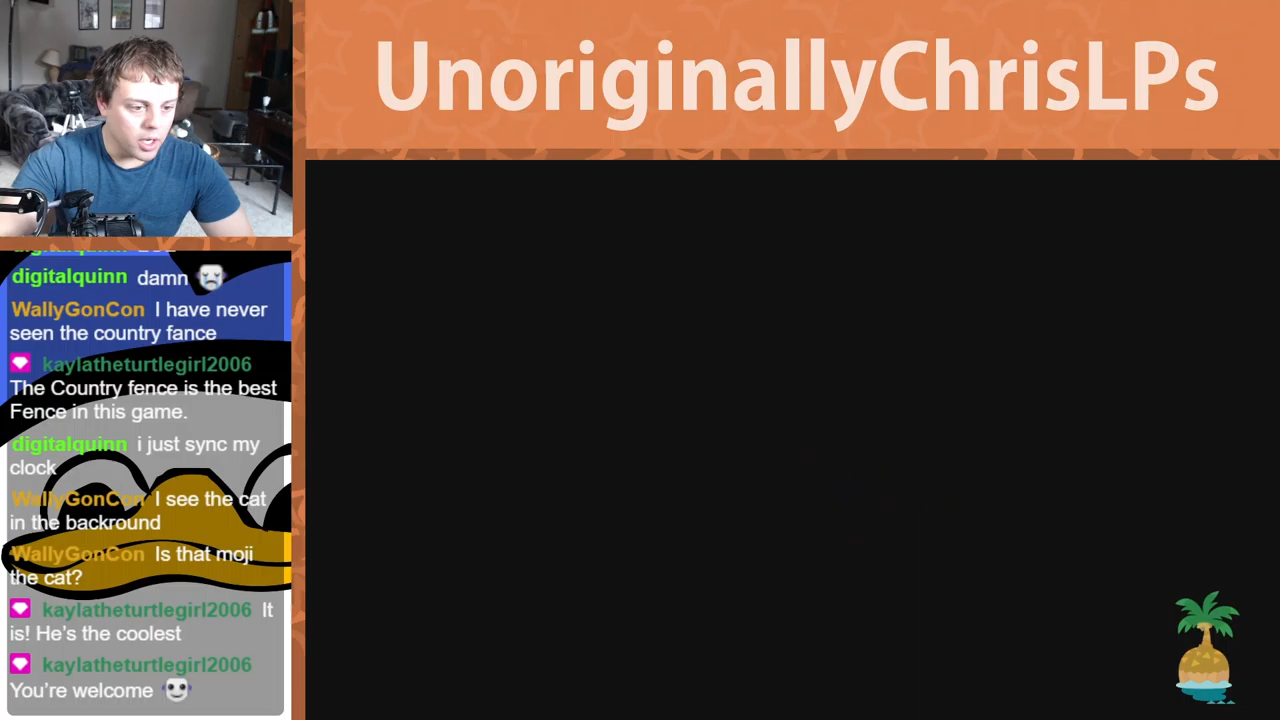 UnoriginallyChrisLPs
digitalquinn damn
WallyGonCon I have never
seen the country fance
kaylatheturtlegirl2006
The Country fence is the best
Fence in this game.
digitalquinn i just sync my
clock
WallyGonCon I see the cat
in the backround
WallyGonCon Is that moji
the cat?
kaylatheturtlegirl2006 It
is! He's the coolest
kaylatheturtlegirl2006
You're welcome